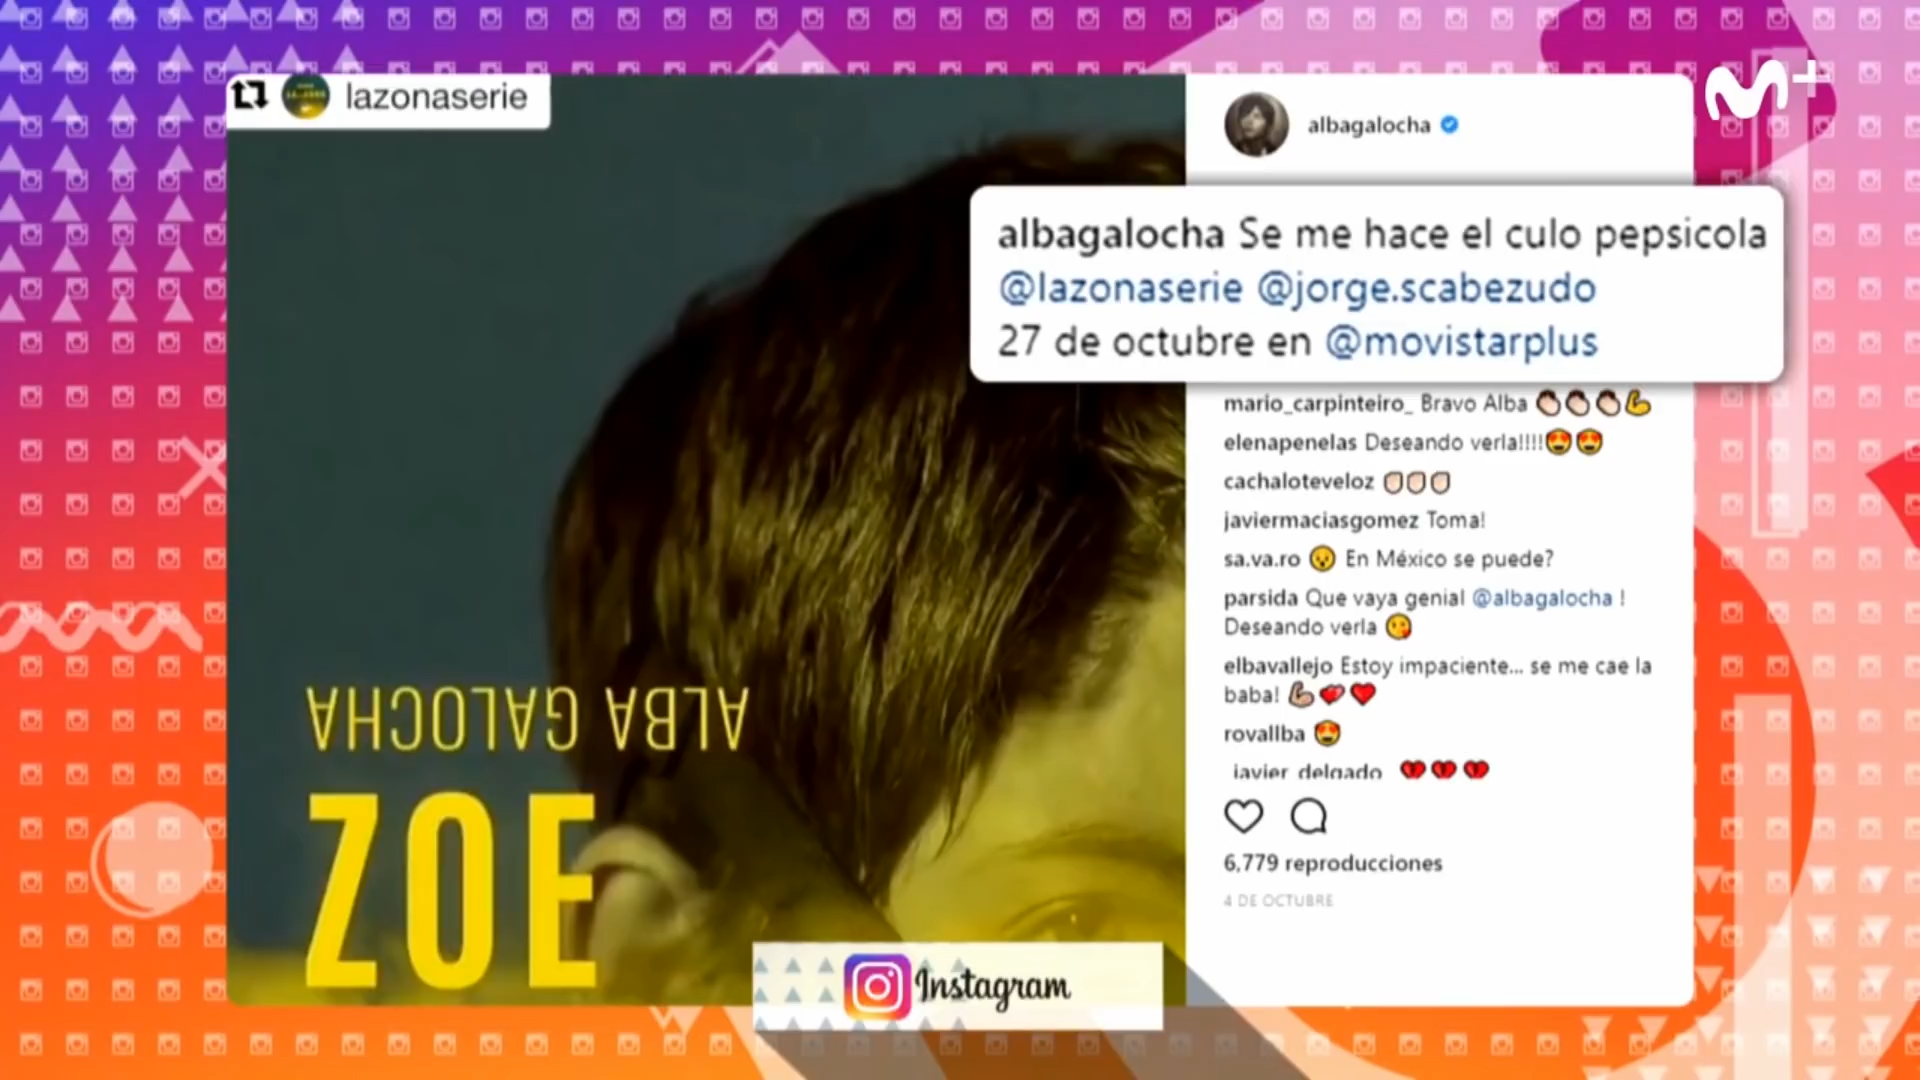 lazonaserie
M+
albagalocha
albagalocha Se me hace el culo pepsicola
@lazonaserie @jorge.scabezudo
27 de octubre en @movistarplus
mario_carpinteiro_ Bravo Alba 👏🏻👏🏻👏🏻💪
elenapenelas Deseando verla!!!!😍😍
cachaloteveloz 👏🏻👏🏻👏🏻
javiermaciasgomez Toma!
sa.va.ro 😮 En México se puede?
parsida Que vaya genial @albagalocha !
Deseando verla 😘
elbavallejo Estoy impaciente... se me cae la
baba! 💪🏼💕❤
rovallba 😍
_javier_delgado_ 💔💔💔
6,779 reproducciones
4 DE OCTUBRE
ALBA GALOCHA
ZOE
Instagram